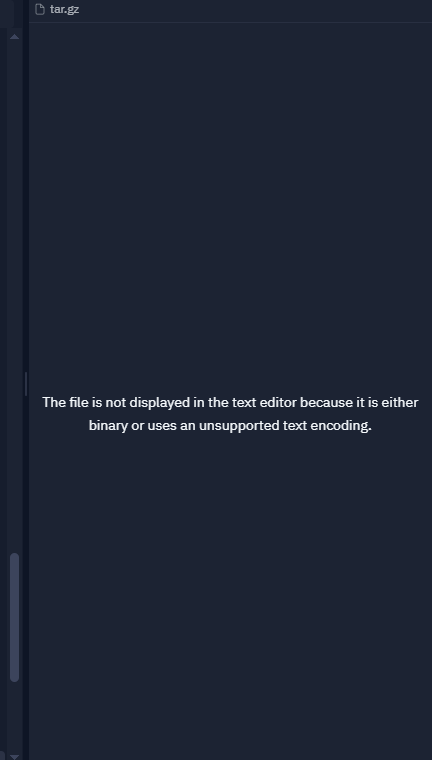 tar.gz
The file is not displayed in the text editor because it is either
binary or uses an unsupported text encoding.